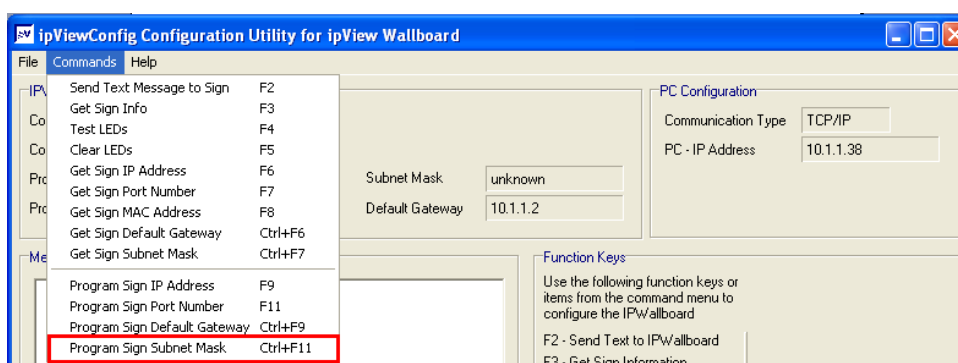 ipViewConfig Configuration Utility for ipView Wallboard
File Commands Help
Send Text Message to Sign F2
Get Sign Info F3
Test LEDs F4
Clear LEDs F5
Get Sign IP Address F6
Get Sign Port Number F7
Get Sign MAC Address F8
Get Sign Default Gateway Ctrl+F6
Get Sign Subnet Mask Ctrl+F7
Program Sign IP Address F9
Program Sign Port Number F11
Program Sign Default Gateway Ctrl+F9
Program Sign Subnet Mask Ctrl+F11
Subnet Mask unknown
Default Gateway 10.1.1.2
PC Configuration
Communication Type TCP/IP
PC - IP Address 10.1.1.38
Function Keys
Use the following function keys or
items from the command menu to
configure the IPWallboard
F2 - Send Text to IPWallboard
F3 - Get Sign Information